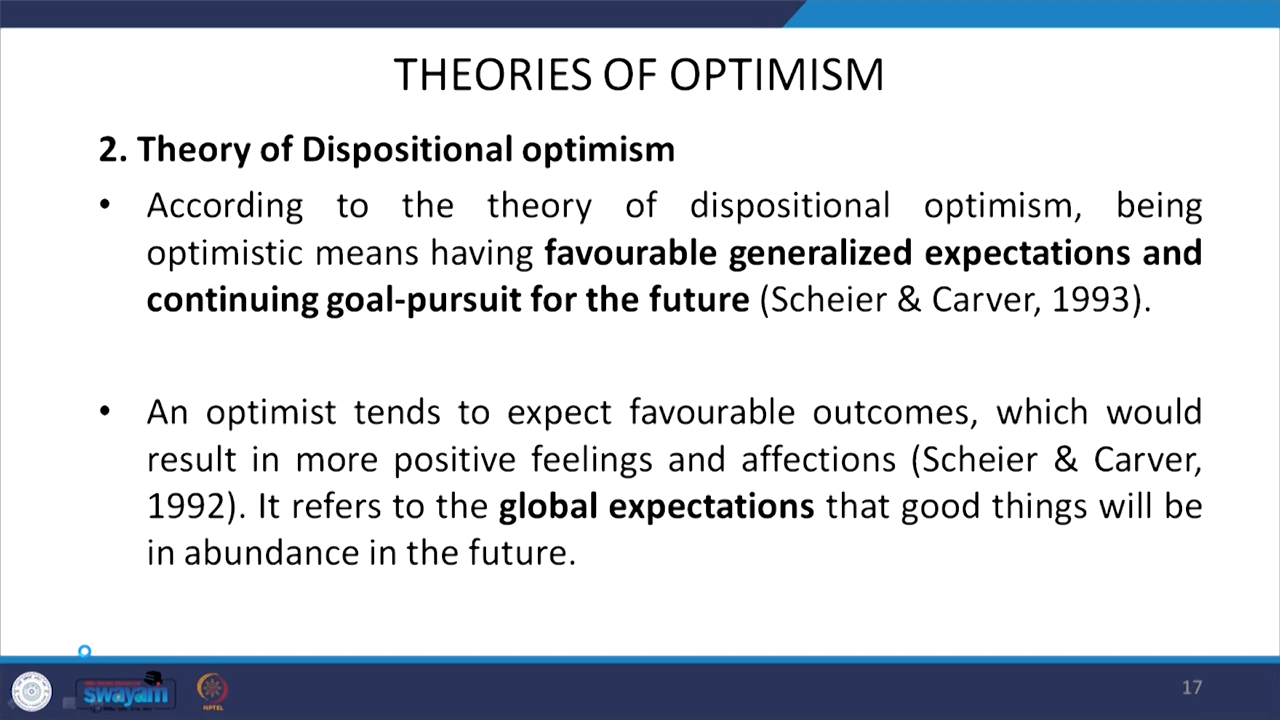 THEORIES OF OPTIMISM
2. Theory of Dispositional optimism
• According to the theory of dispositional optimism, being
optimistic means having favourable generalized expectations and
continuing goal-pursuit for the future (Scheier & Carver, 1993).
• An optimist tends to expect favourable outcomes, which would
result in more positive feelings and affections (Scheier & Carver,
1992). It refers to the global expectations that good things will be
in abundance in the future.
swayam
NPTEL
17